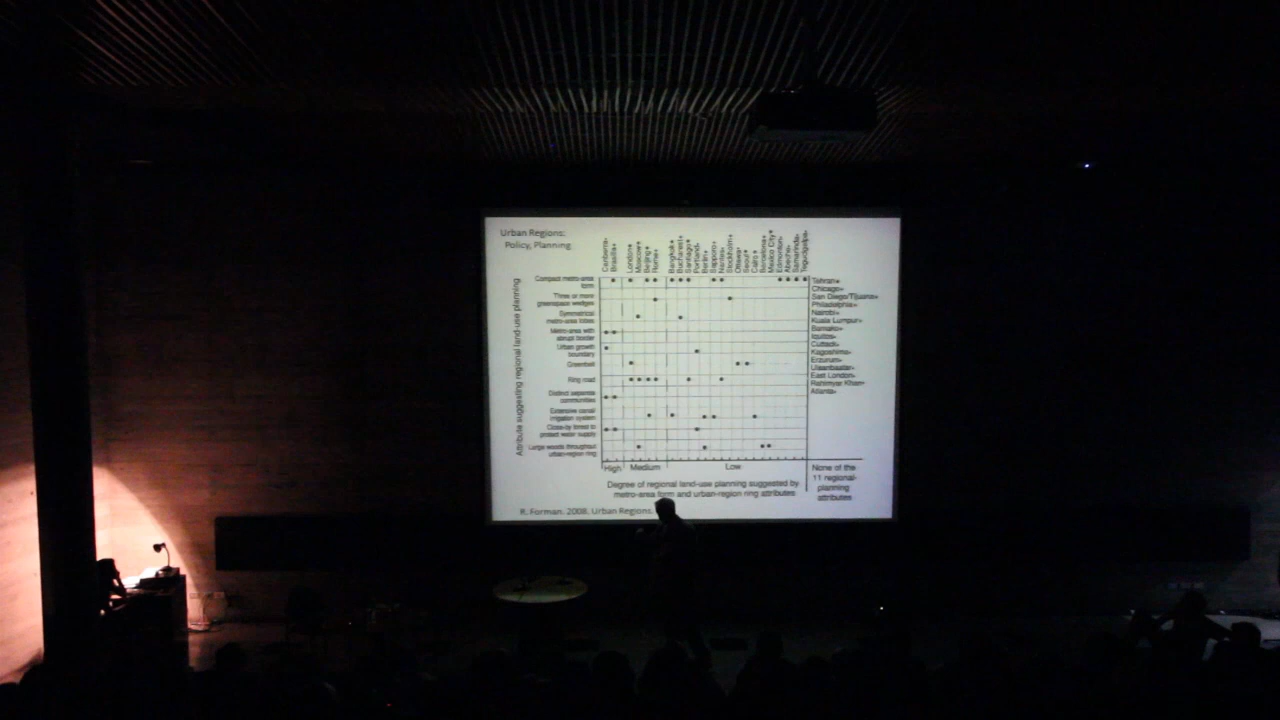 Urban Regions:
Policy, Planning
Canberra•
Brasilia•
London•
Moscow•
Beijing•
Rome•
Bangkok•
Bucharest•
Santiago•
Portland•
Berlin•
Sapporo•
Nantes•
Stockholm•
Ottawa•
Seoul•
Cairo•
Barcelona•
Mexico City•
Edmonton•
Abeche•
Samarinda•
Tegucigalpa•
Attribute suggesting regional land-use planning
Compact metro-area
form
Three or more
greenspace wedges
Symmetrical
metro-area lobes
Metro-area with
abrupt border
Urban growth
boundary
Greenbelt
Ring road
Distinct separate
communities
Extensive canal/
irrigation system
Close-by forest to
protect water supply
Large woods throughout
urban-region ring
Tehran•
Chicago•
San Diego/Tijuana•
Philadelphia•
Nairobi•
Kuala Lumpur•
Bamako•
Iquitos•
Cuttack•
Kagoshima•
Erzurum•
Ulaanbaatar•
East London•
Rahimyar Khan•
Atlanta•
High
Medium
Low
Degree of regional land-use planning suggested by
metro-area form and urban-region ring attributes
None of the
11 regional-
planning
attributes
R. Forman. 2008. Urban Regions.